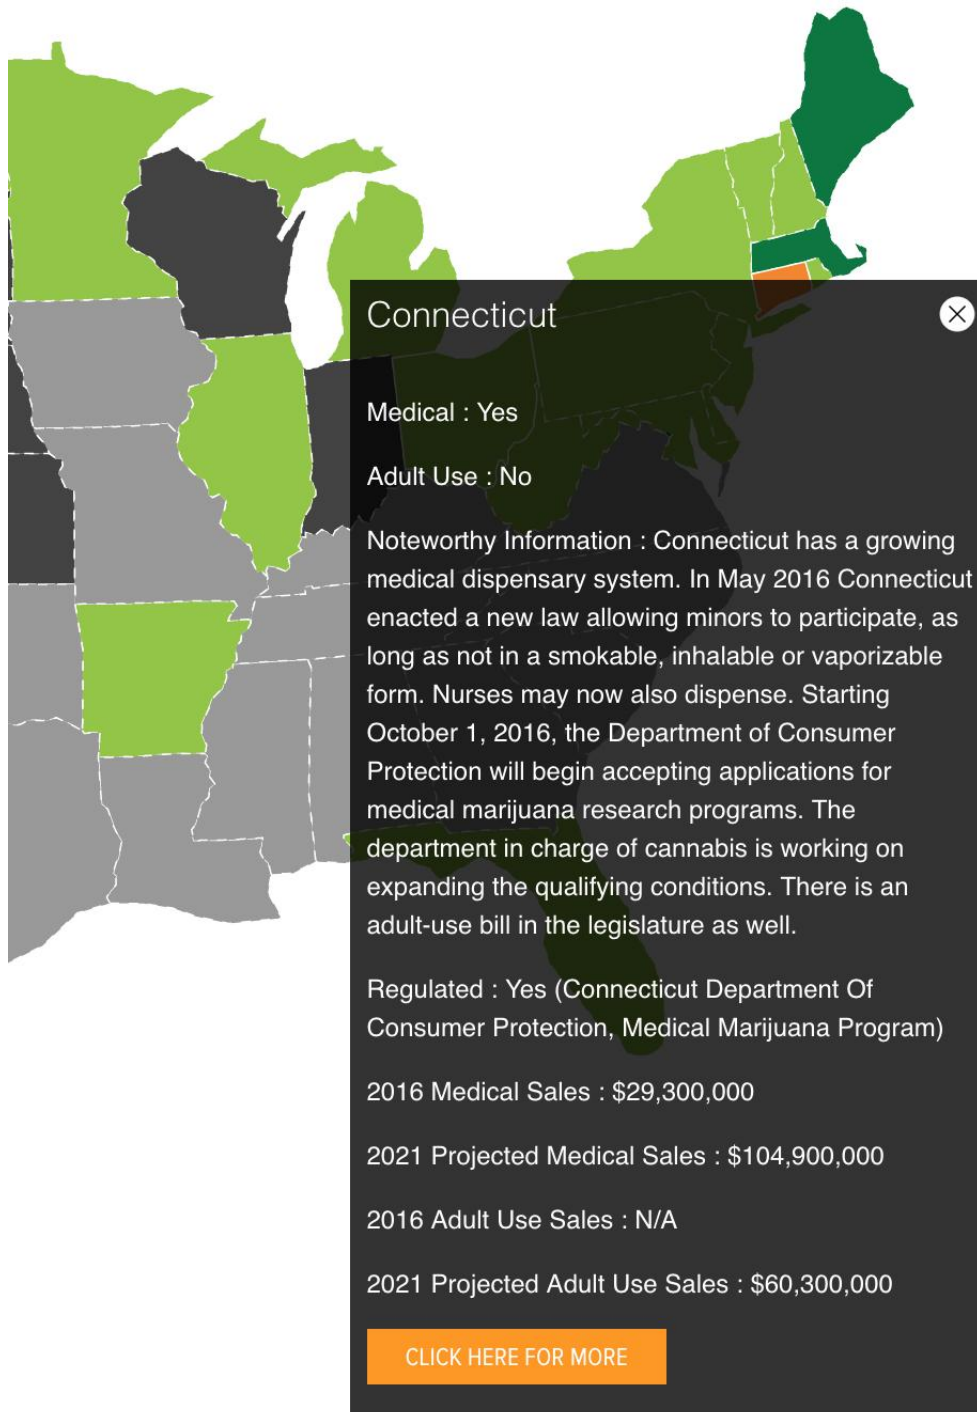 Connecticut
Medical : Yes
Adult Use : No
Noteworthy Information : Connecticut has a growing
medical dispensary system. In May 2016 Connecticut
enacted a new law allowing minors to participate, as
long as not in a smokable, inhalable or vaporizable
form. Nurses may now also dispense. Starting
October 1, 2016, the Department of Consumer
Protection will begin accepting applications for
medical marijuana research programs. The
department in charge of cannabis is working on
expanding the qualifying conditions. There is an
adult-use bill in the legislature as well.
Regulated : Yes (Connecticut Department Of
Consumer Protection, Medical Marijuana Program)
2016 Medical Sales : $29,300,000
2021 Projected Medical Sales : $104,900,000
2016 Adult Use Sales : N/A
2021 Projected Adult Use Sales : $60,300,000
CLICK HERE FOR MORE